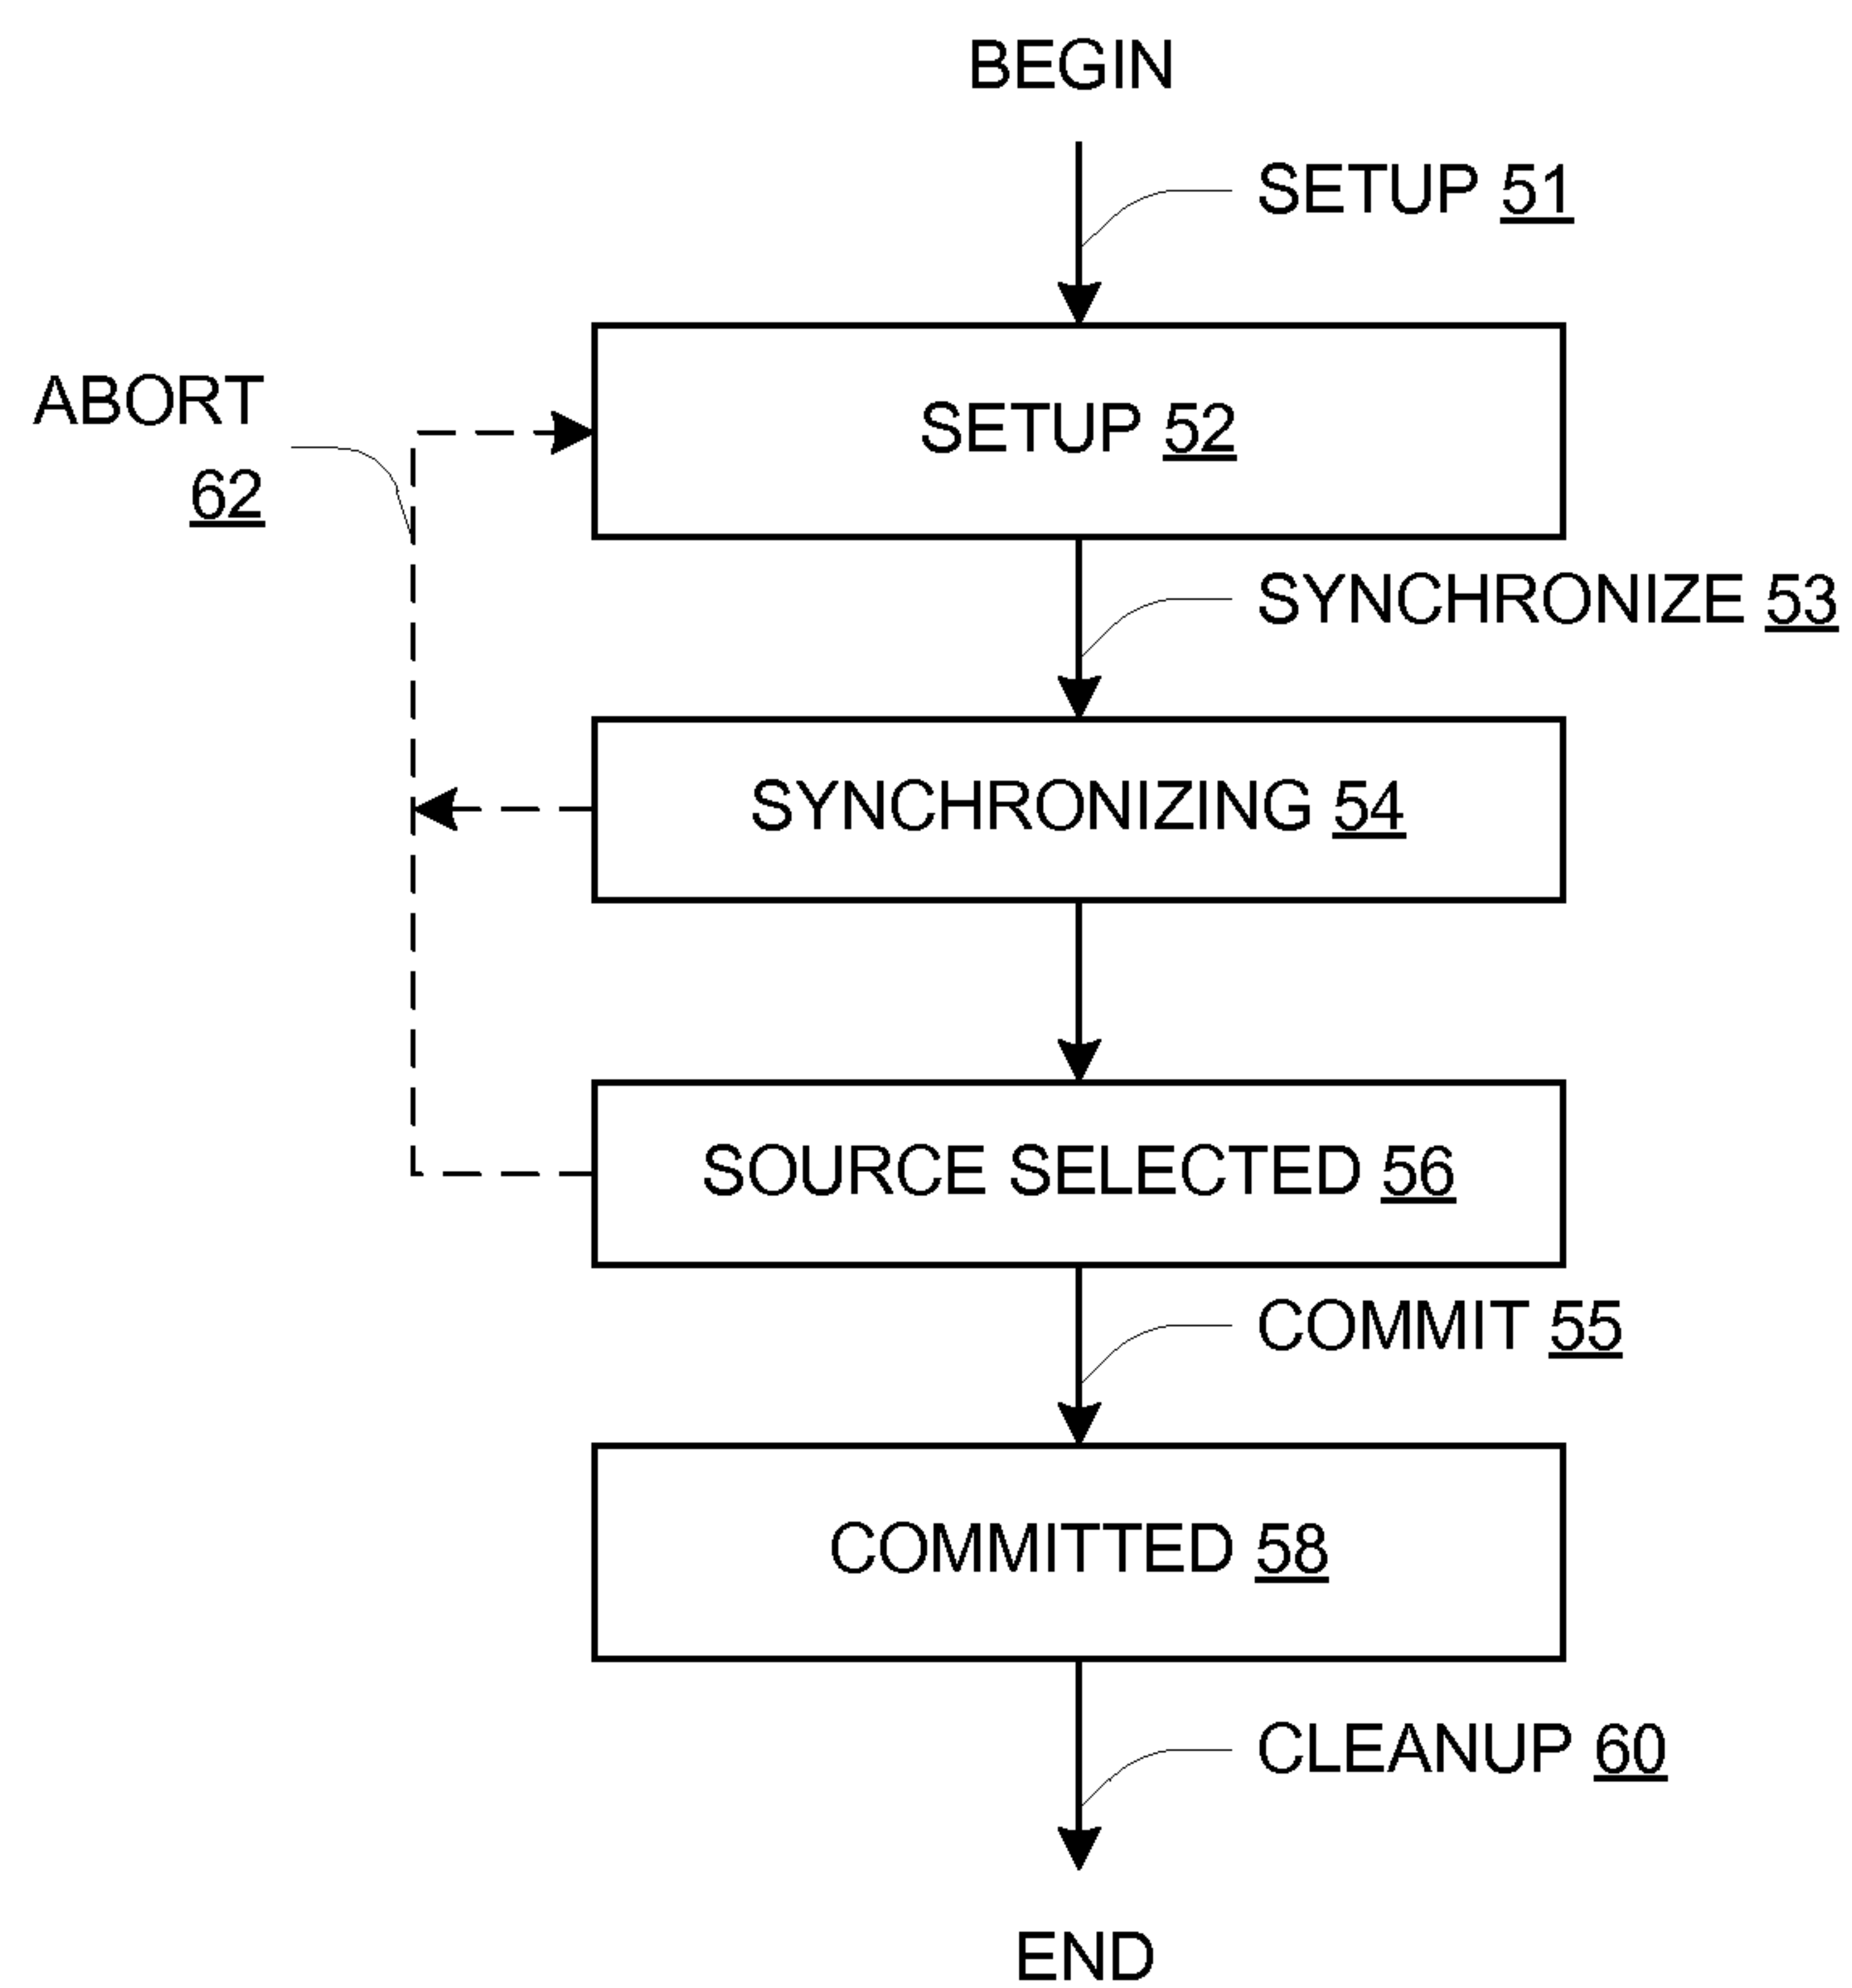 BEGIN
SETUP 51
ABORT
62
SETUP 52
SYNCHRONIZE 53
SYNCHRONIZING 54
SOURCE SELECTED 56
COMMIT 55
COMMITTED 58
CLEANUP 60
END